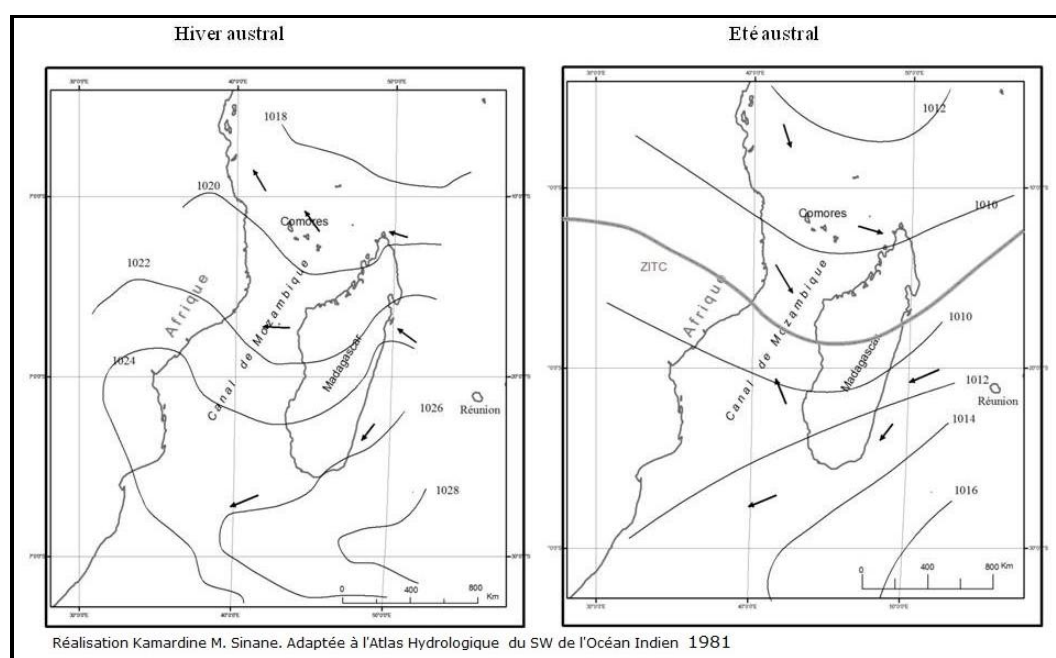 Hiver austral
1018
1020
Comores
1022
Afrique
Canal de Mozambique
1024
Madagascar
Réunion
1026
1028
0 400 800
Km
Eté austral
1012
1010
Comores
ZITC
Afrique
Canal de Mozambique
1010
Madagascar
1012
Réunion
1014
1016
0 400 800
Km
Réalisation Kamardine M. Sinane. Adaptée à l'Atlas Hydrologique du SW de l'Océan Indien 1981